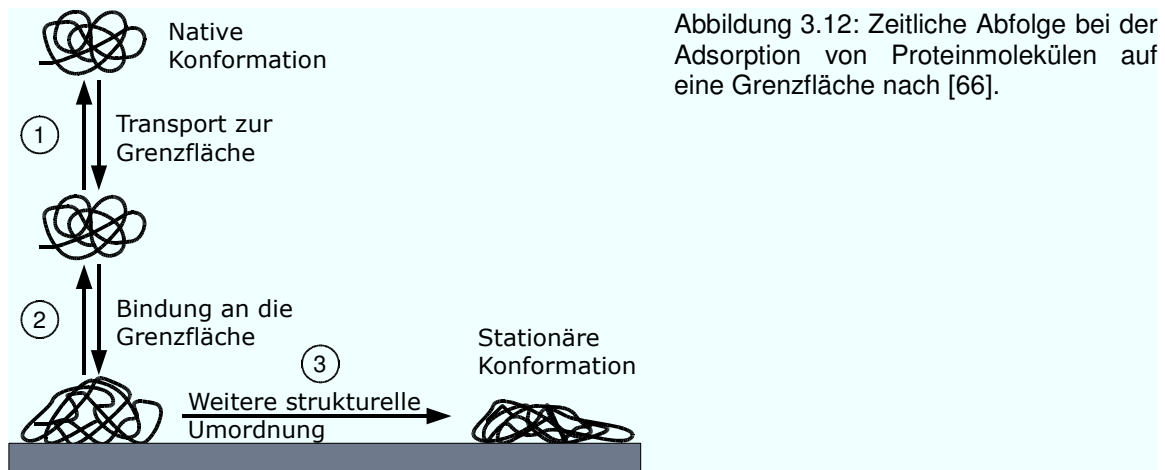 Native
Konformation
1
Transport zur
Grenzfläche
2
Bindung an die
Grenzfläche
3
Weitere strukturelle
Umordnung
Stationäre
Konformation
Abbildung 3.12: Zeitliche Abfolge bei der
Adsorption von Proteinmolekülen auf
eine Grenzfläche nach [66].